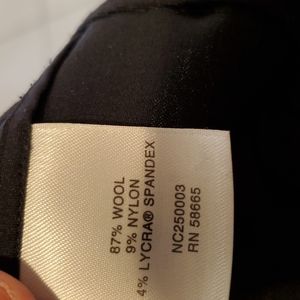 87% WOOL
9% NYLON
4% LYCRA® SPANDEX
NC250003
RN 58665